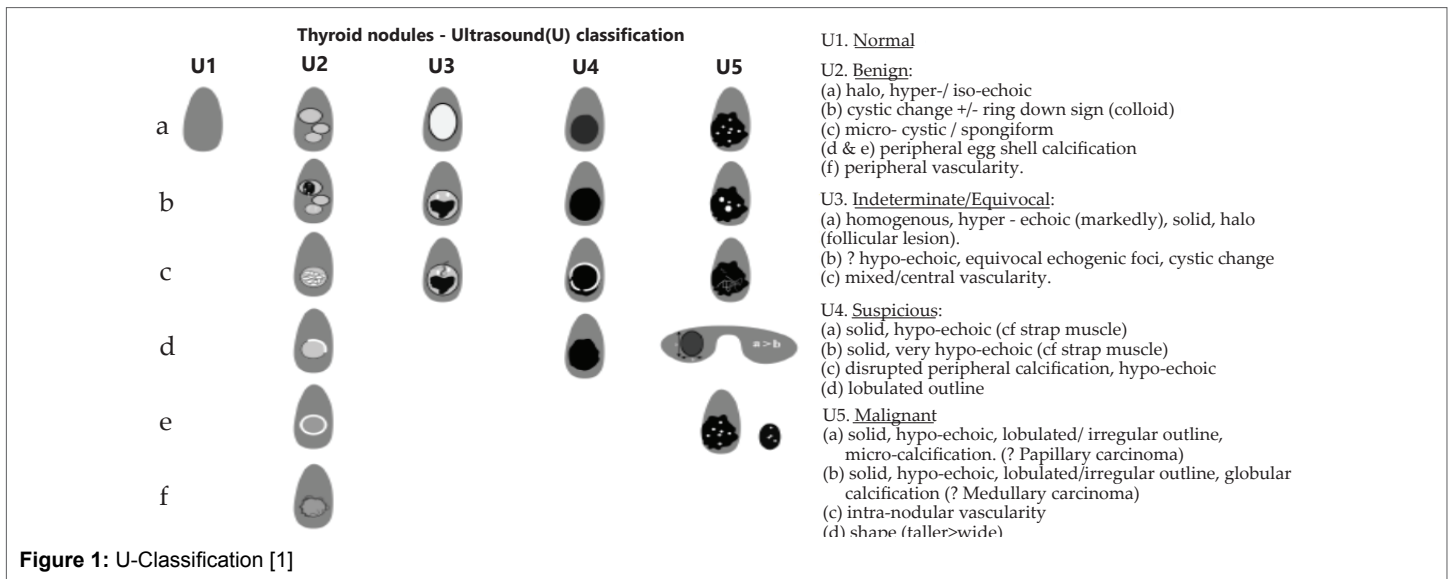 Thyroid nodules - Ultrasound(U) classification
U1 U2 U3 U4 U5
a
b
c
d
a > b
e
f
U1. Normal
U2. Benign:
(a) halo, hyper-/ iso-echoic
(b) cystic change +/- ring down sign (colloid)
(c) micro- cystic / spongiform
(d & e) peripheral egg shell calcification
(f) peripheral vascularity.
U3. Indeterminate/Equivocal:
(a) homogenous, hyper - echoic (markedly), solid, halo
(follicular lesion).
(b) ? hypo-echoic, equivocal echogenic foci, cystic change
(c) mixed/central vascularity.
U4. Suspicious:
(a) solid, hypo-echoic (cf strap muscle)
(b) solid, very hypo-echoic (cf strap muscle)
(c) disrupted peripheral calcification, hypo-echoic
(d) lobulated outline
U5. Malignant
(a) solid, hypo-echoic, lobulated/ irregular outline,
micro-calcification. (? Papillary carcinoma)
(b) solid, hypo-echoic, lobulated/irregular outline, globular
calcification (? Medullary carcinoma)
(c) intra-nodular vascularity
(d) shape (taller>wide)
Figure 1: U-Classification [1]